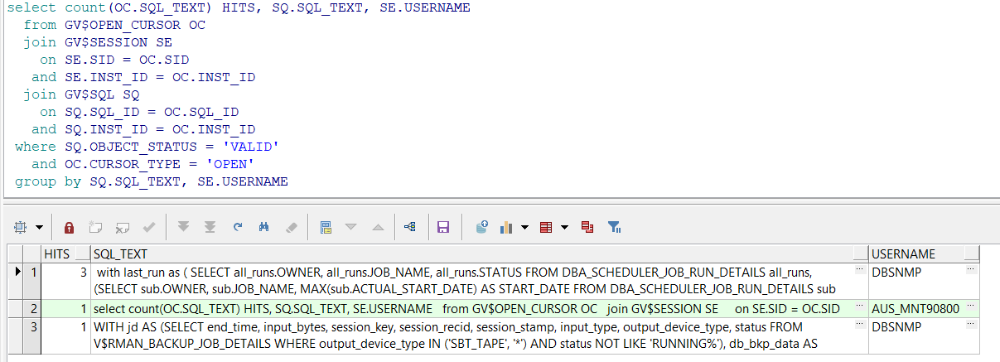 select count(OC.SQL_TEXT) HITS, SQ.SQL_TEXT, SE.USERNAME
from GV$OPEN_CURSOR OC
join GV$SESSION SE
on SE.SID = OC.SID
and SE.INST_ID = OC.INST_ID
join GV$SQL SQ
on SQ.SQL_ID = OC.SQL_ID
and SQ.INST_ID = OC.INST_ID
where SQ.OBJECT_STATUS = 'VALID'
and OC.CURSOR_TYPE = 'OPEN'
group by SQ.SQL_TEXT, SE.USERNAME
HITS SQL_TEXT USERNAME
1 3 with last_run as ( SELECT all_runs.OWNER, all_runs.JOB_NAME, all_runs.STATUS FROM DBA_SCHEDULER_JOB_RUN_DETAILS all_runs, ... DBSNMP ...
(SELECT sub.OWNER, sub.JOB_NAME, MAX(sub.ACTUAL_START_DATE) AS START_DATE FROM DBA_SCHEDULER_JOB_RUN_DETAILS sub
2 1 select count(OC.SQL_TEXT) HITS, SQ.SQL_TEXT, SE.USERNAME from GV$OPEN_CURSOR OC join GV$SESSION SE on SE.SID = OC.SID ... AUS_MNT90800 ...
3 1 WITH jd AS (SELECT end_time, input_bytes, session_key, session_recid, session_stamp, input_type, output_device_type, status FROM ... DBSNMP ...
V$RMAN_BACKUP_JOB_DETAILS WHERE output_device_type IN ('SBT_TAPE', '*') AND status NOT LIKE 'RUNNING%'), db_bkp_data AS